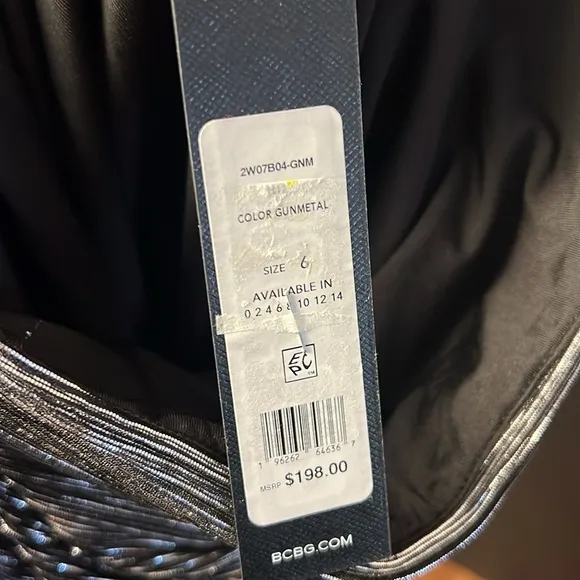 2W07B04-GNM
COLOR GUNMETAL
SIZE 6
AVAILABLE IN
0 2 4 6 8 10 12 14
EPC™
1 96262 64636 7
MSRP $198.00
BCBG.COM